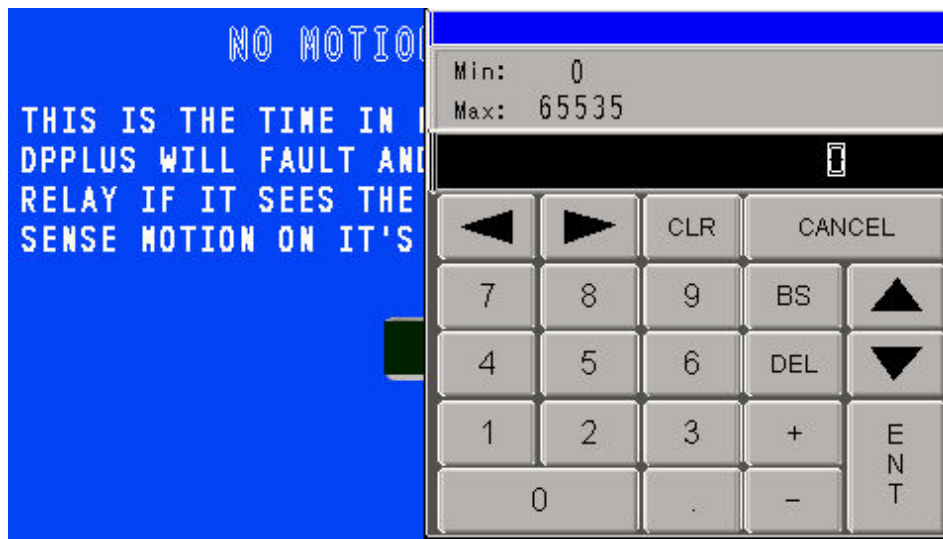 NO MOTIO
THIS IS THE TIME IN
DPPLUS WILL FAULT AND
RELAY IF IT SEES THE
SENSE MOTION ON IT'S
Min: 0
Max: 65535
0
CLR CANCEL
7 8 9 BS
4 5 6 DEL
1 2 3 + ENT
0 . -